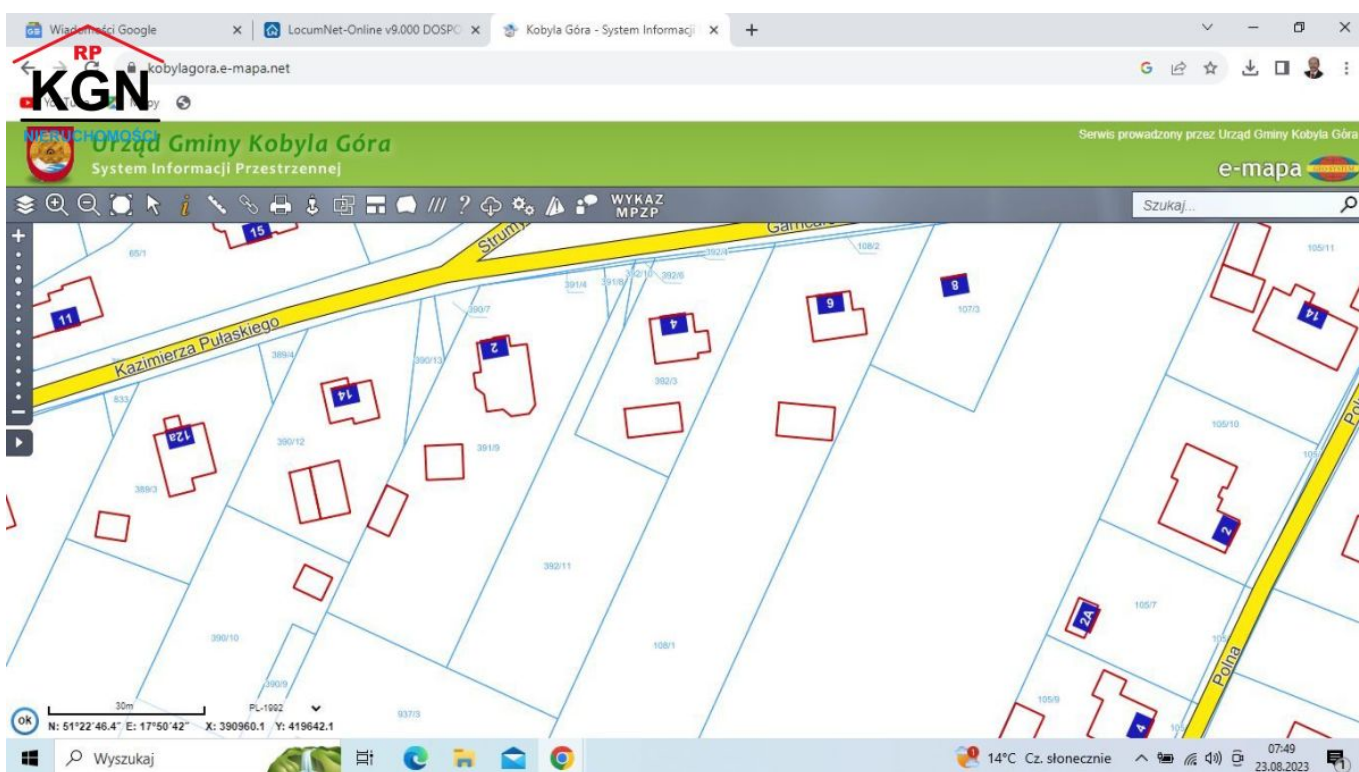 Wiadomości Google
LocumNet-Online v9.000 DOSPO
Kobyla Góra - System Informacji
RP
KGN
NIERUCHOMOŚCI
kobylagora.e-mapa.net
YouTube
Urząd Gminy Kobyla Góra
System Informacji Przestrzennej
Serwis prowadzony przez Urząd Gminy Kobyla Góra
e-mapa
WYKAZ
MPZP
Szukaj...
15
65/1
11
Kazimierza Pułaskiego
833
12a
389/3
389/4
14
390/12
390/13
390/7
2
391/9
391/4
391/8
392/10
392/6
392/4
4
392/3
108/2
6
8
107/3
105/11
14
105/10
2
105/7
2A
Polna
105/9
4
392/11
108/1
390/10
390/9
937/3
30m
PL-1992
ok
N: 51°22'46.4" E: 17°50'42" X: 390960.1 Y: 419642.1
Wyszukaj
14°C Cz. słonecznie
07:49
23.08.2023